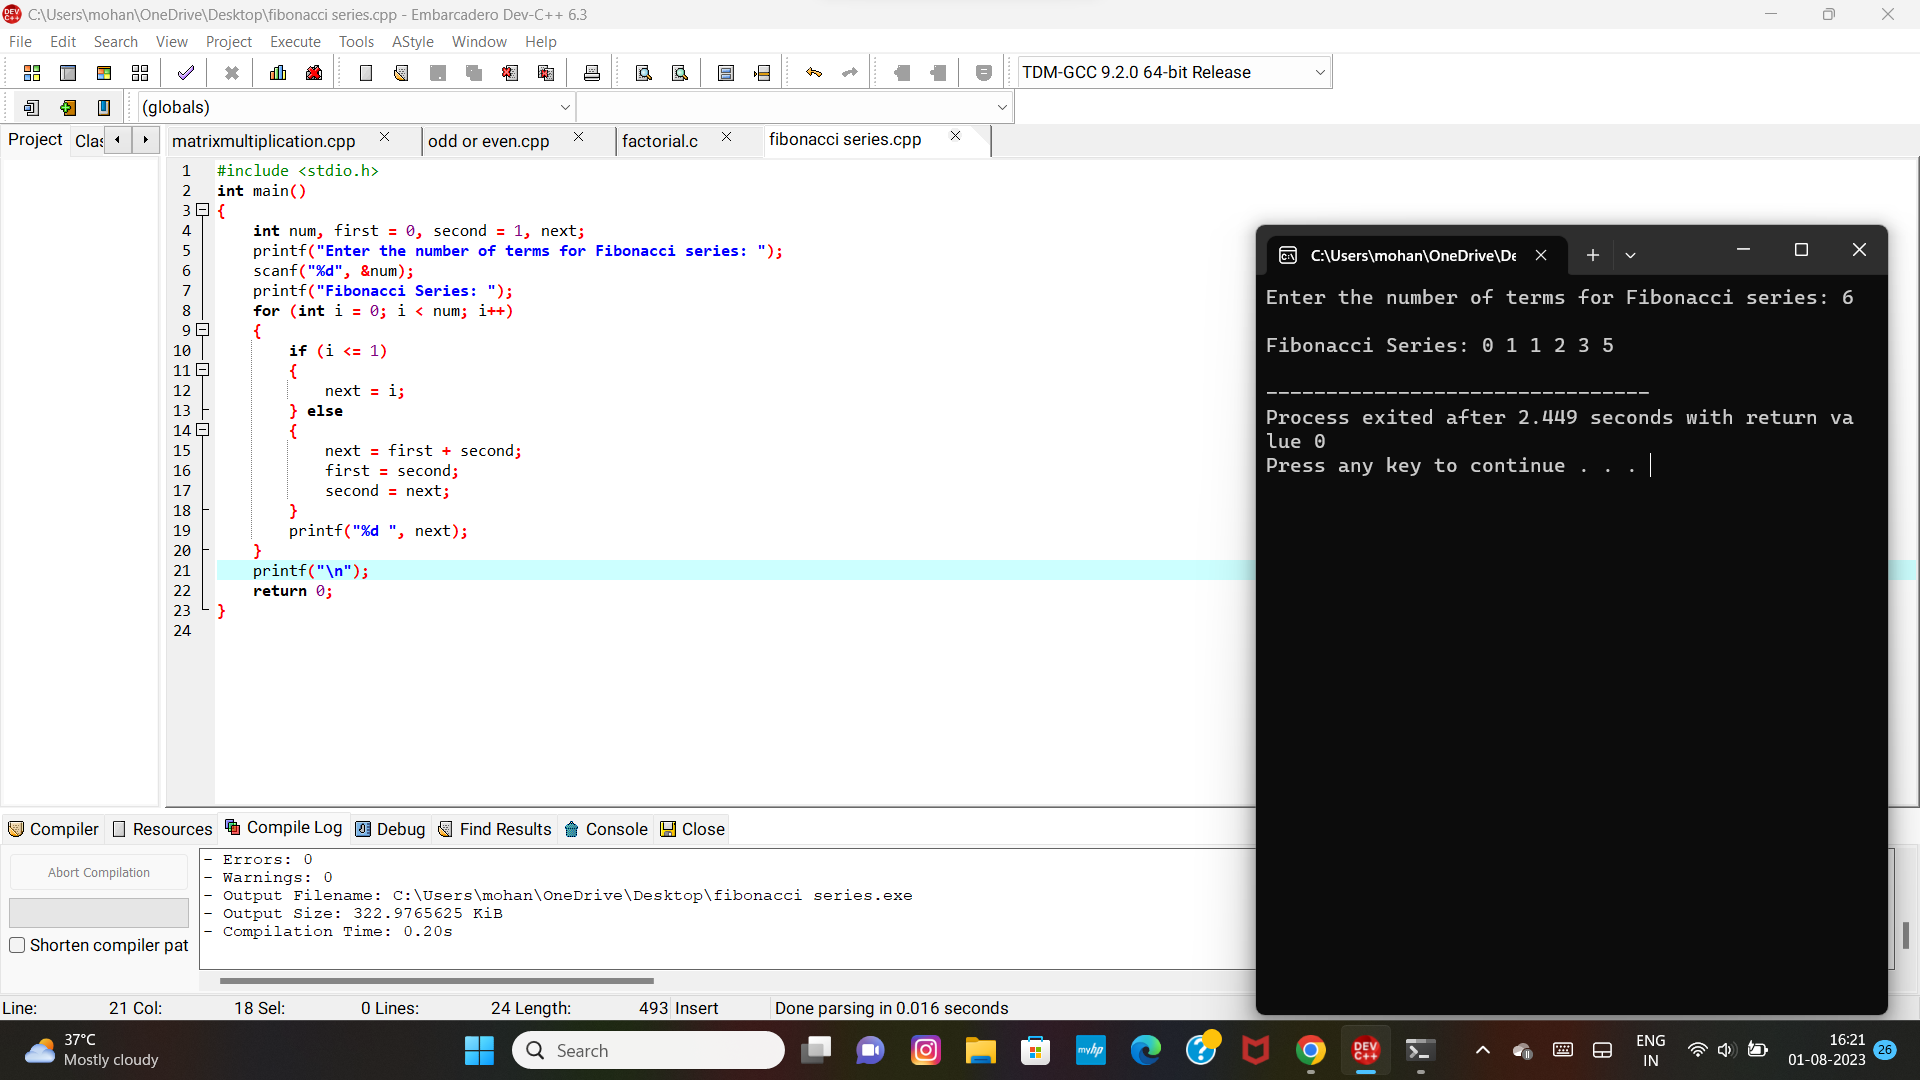 C:\Users\mohan\OneDrive\Desktop\fibonacci series.cpp - Embarcadero Dev-C++ 6.3
File Edit Search View Project Execute Tools AStyle Window Help
TDM-GCC 9.2.0 64-bit Release
(globals)
Project Clas matrixmultiplication.cpp odd or even.cpp factorial.c fibonacci series.cpp
1 #include <stdio.h>
2 int main()
3 {
4 int num, first = 0, second = 1, next;
5 printf("Enter the number of terms for Fibonacci series: ");
6 scanf("%d", &num);
7 printf("Fibonacci Series: ");
8 for (int i = 0; i < num; i++)
9 {
10 if (i <= 1)
11 {
12 next = i;
13 } else
14 {
15 next = first + second;
16 first = second;
17 second = next;
18 }
19 printf("%d ", next);
20 }
21 printf("\n");
22 return 0;
23 }
24
C:\Users\mohan\OneDrive\De
Enter the number of terms for Fibonacci series: 6
Fibonacci Series: 0 1 1 2 3 5
--------------------------------
Process exited after 2.449 seconds with return va
lue 0
Press any key to continue . . .
Compiler Resources Compile Log Debug Find Results Console Close
Abort Compilation
Shorten compiler pat
- Errors: 0
- Warnings: 0
- Output Filename: C:\Users\mohan\OneDrive\Desktop\fibonacci series.exe
- Output Size: 322.9765625 KiB
- Compilation Time: 0.20s
Line: 21 Col: 18 Sel: 0 Lines: 24 Length: 493 Insert Done parsing in 0.016 seconds
37°C
Mostly cloudy
Search
myhp
DEV C++
ENG
IN
16:21
01-08-2023
26